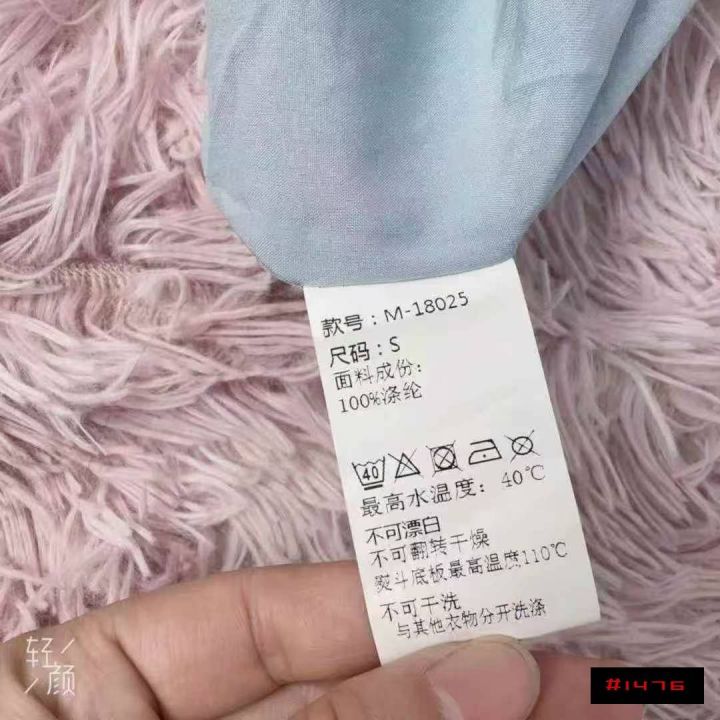 款号：M-18025
尺码：S
面料成份：
100%涤纶
40
最高水温度：40℃
不可漂白
不可翻转干燥
熨斗底板最高温度110℃
不可干洗
与其他衣物分开洗涤
轻
颜
#1476